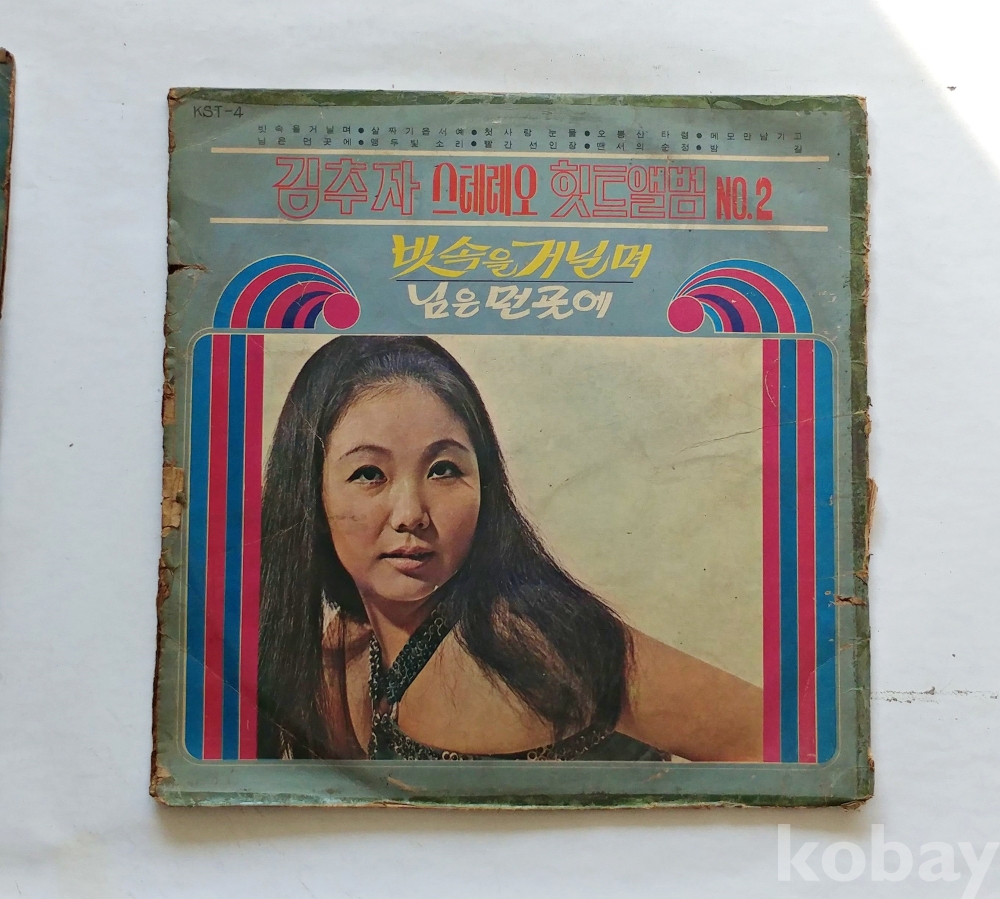 KST-4
빗속을거닐며●살짜기옵서예●첫사랑 눈물●오봉산 타령●메모만남기고
님은 먼곳에●앵두빛 소리●빨간 선인장●댄서의순정●밤 길
김추자 스테레오 힛트앨범 NO.2
빗속을거닐며
님은먼곳에
kobay